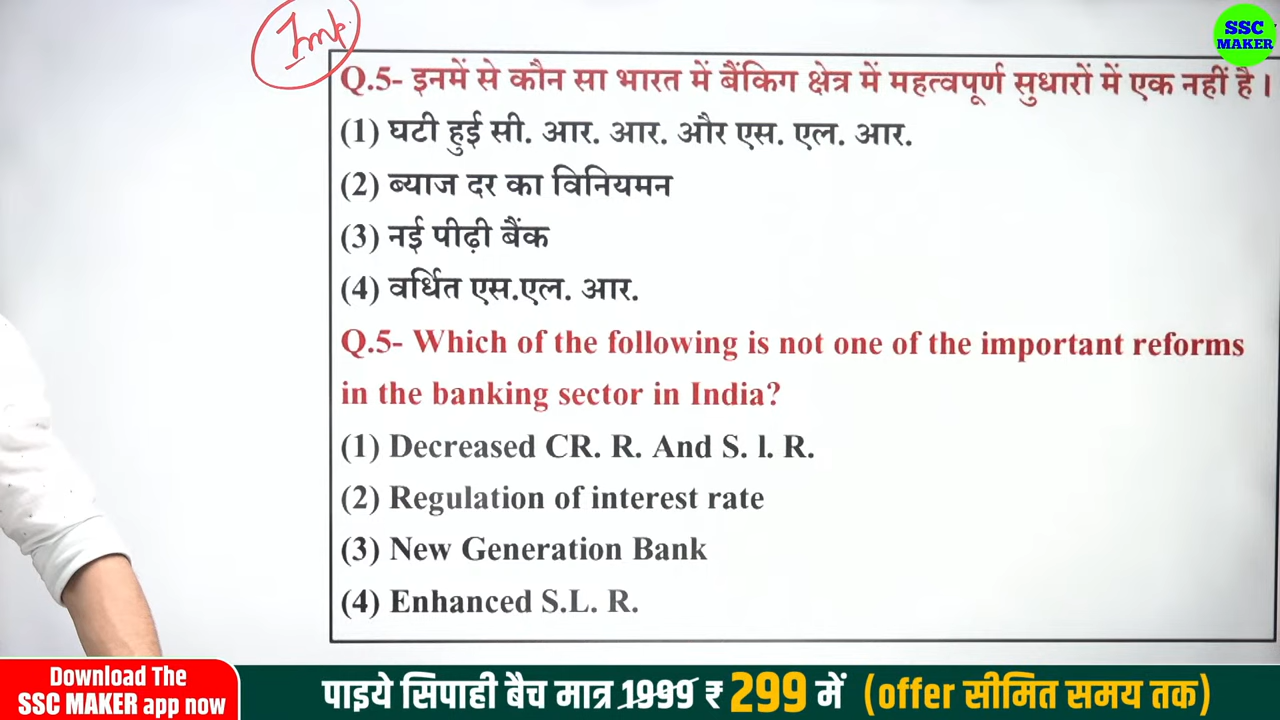 Imp.
SSC
MAKER
Q.5- इनमें से कौन सा भारत में बैंकिग क्षेत्र में महत्वपूर्ण सुधारों में एक नहीं है।
(1) घटी हुई सी. आर. आर. और एस. एल. आर.
(2) ब्याज दर का विनियमन
(3) नई पीढ़ी बैंक
(4) वर्धित एस.एल. आर.
Q.5- Which of the following is not one of the important reforms
in the banking sector in India?
(1) Decreased CR. R. And S. l. R.
(2) Regulation of interest rate
(3) New Generation Bank
(4) Enhanced S.L. R.
Download The
SSC MAKER app now
पाइये सिपाही बैच मात्र 1999 ₹ 299 में (offer सीमित समय तक)